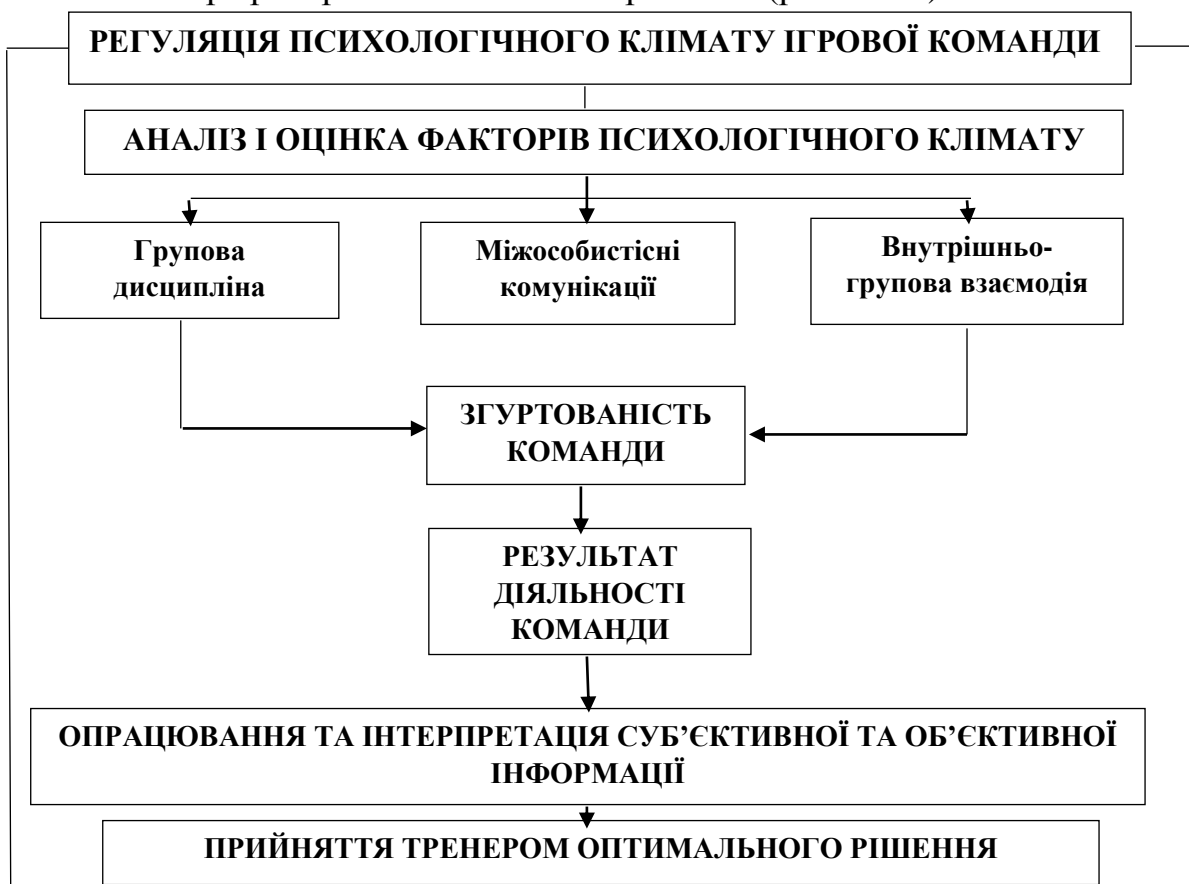 РЕГУЛЯЦІЯ ПСИХОЛОГІЧНОГО КЛІМАТУ ІГРОВОЇ КОМАНДИ
АНАЛІЗ І ОЦІНКА ФАКТОРІВ ПСИХОЛОГІЧНОГО КЛІМАТУ
Групова
дисципліна
Міжособистісні
комунікації
Внутрішньо-
групова взаємодія
ЗГУРТОВАНІСТЬ
КОМАНДИ
РЕЗУЛЬТАТ
ДІЯЛЬНОСТІ
КОМАНДИ
ОПРАЦЮВАННЯ ТА ІНТЕРПРЕТАЦІЯ СУБ’ЄКТИВНОЇ ТА ОБ’ЄКТИВНОЇ
ІНФОРМАЦІЇ
ПРИЙНЯТТЯ ТРЕНЕРОМ ОПТИМАЛЬНОГО РІШЕННЯ